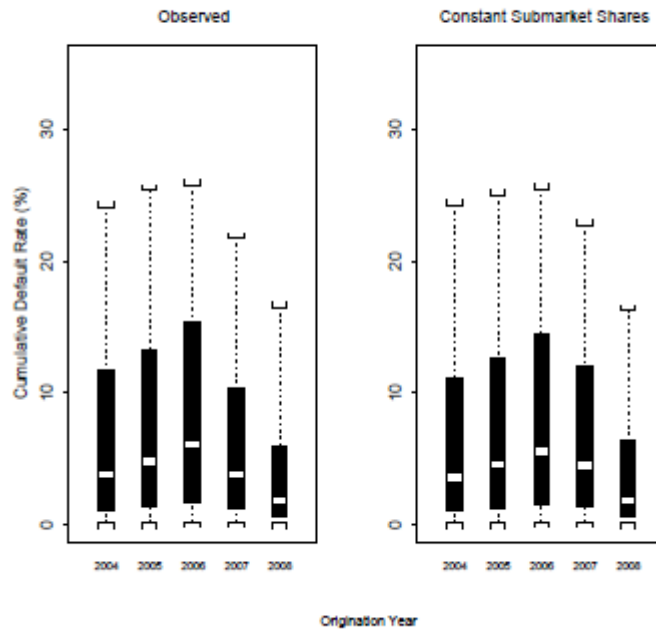 Observed
Constant Submarket Shares
Cumulative Default Rate (%)
30
20
10
0
2004 2005 2006 2007 2008
30
20
10
0
2004 2005 2006 2007 2008
Origination Year